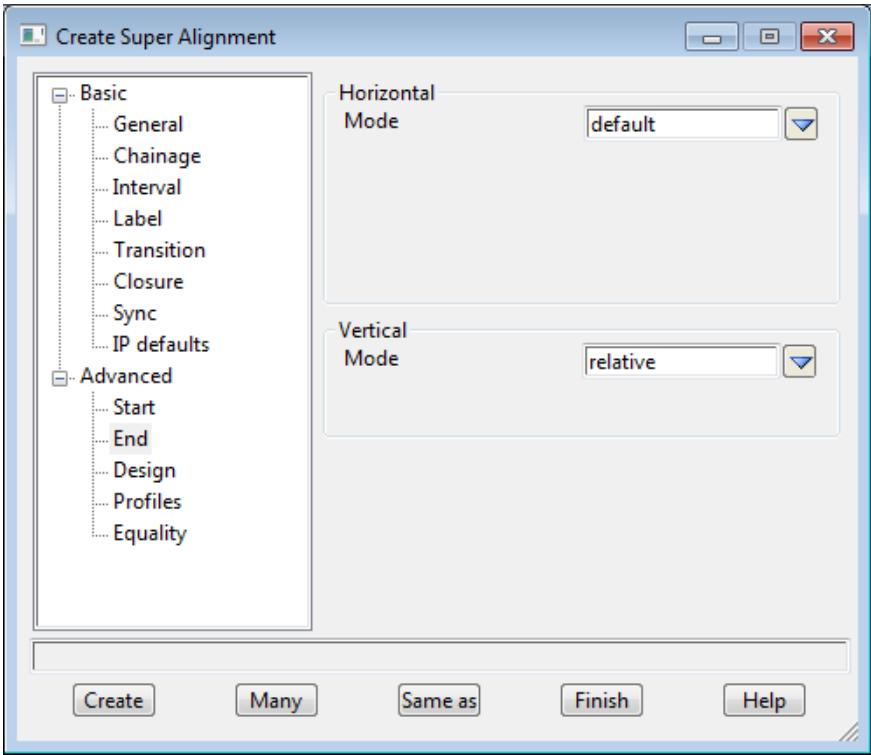 Create Super Alignment
Basic
General
Chainage
Interval
Label
Transition
Closure
Sync
IP defaults
Advanced
Start
End
Design
Profiles
Equality
Horizontal
Mode default
Vertical
Mode relative
Create Many Same as Finish Help